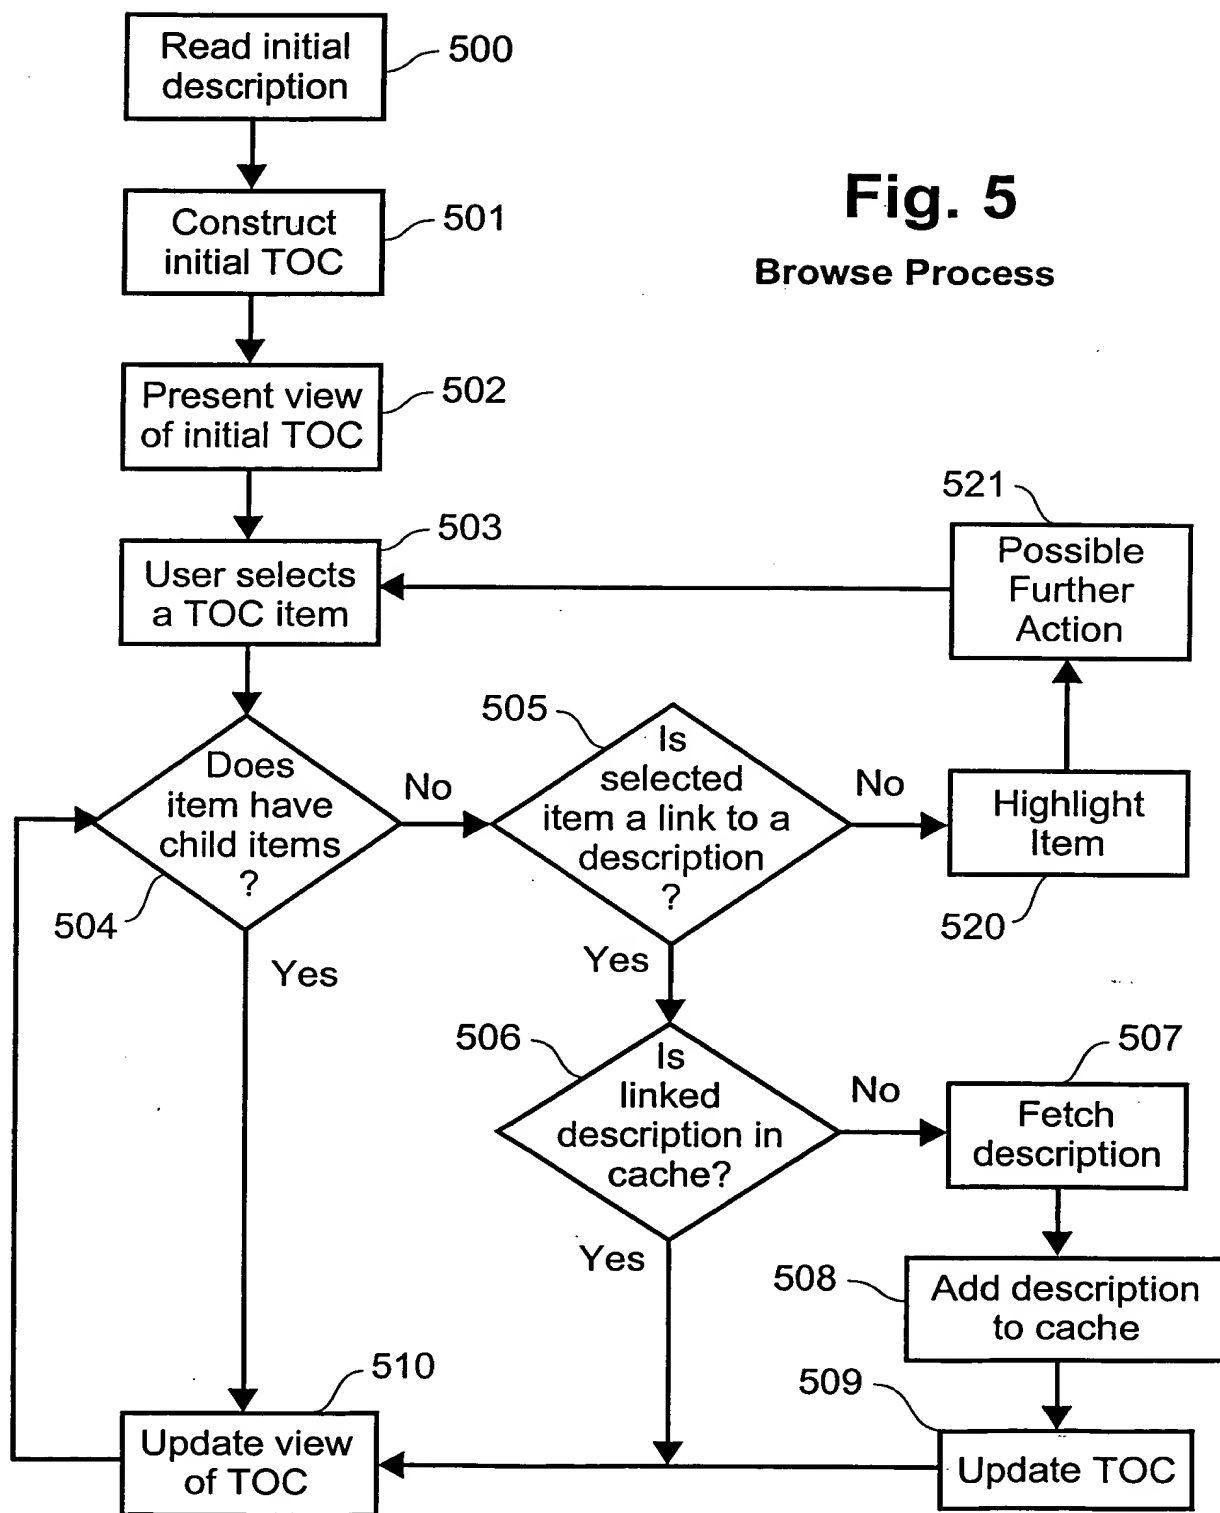 Read initial
description
500
Construct
initial TOC
501
Fig. 5
Browse Process
Present view
of initial TOC
502
User selects
a TOC item
503
521
Possible
Further
Action
Does
item have
child items
?
504
No
Yes
505
Is
selected
item a link to a
description
?
No
Yes
Highlight
Item
520
506
Is
linked
description in
cache?
No
Yes
507
Fetch
description
508
Add description
to cache
509
Update TOC
510
Update view
of TOC